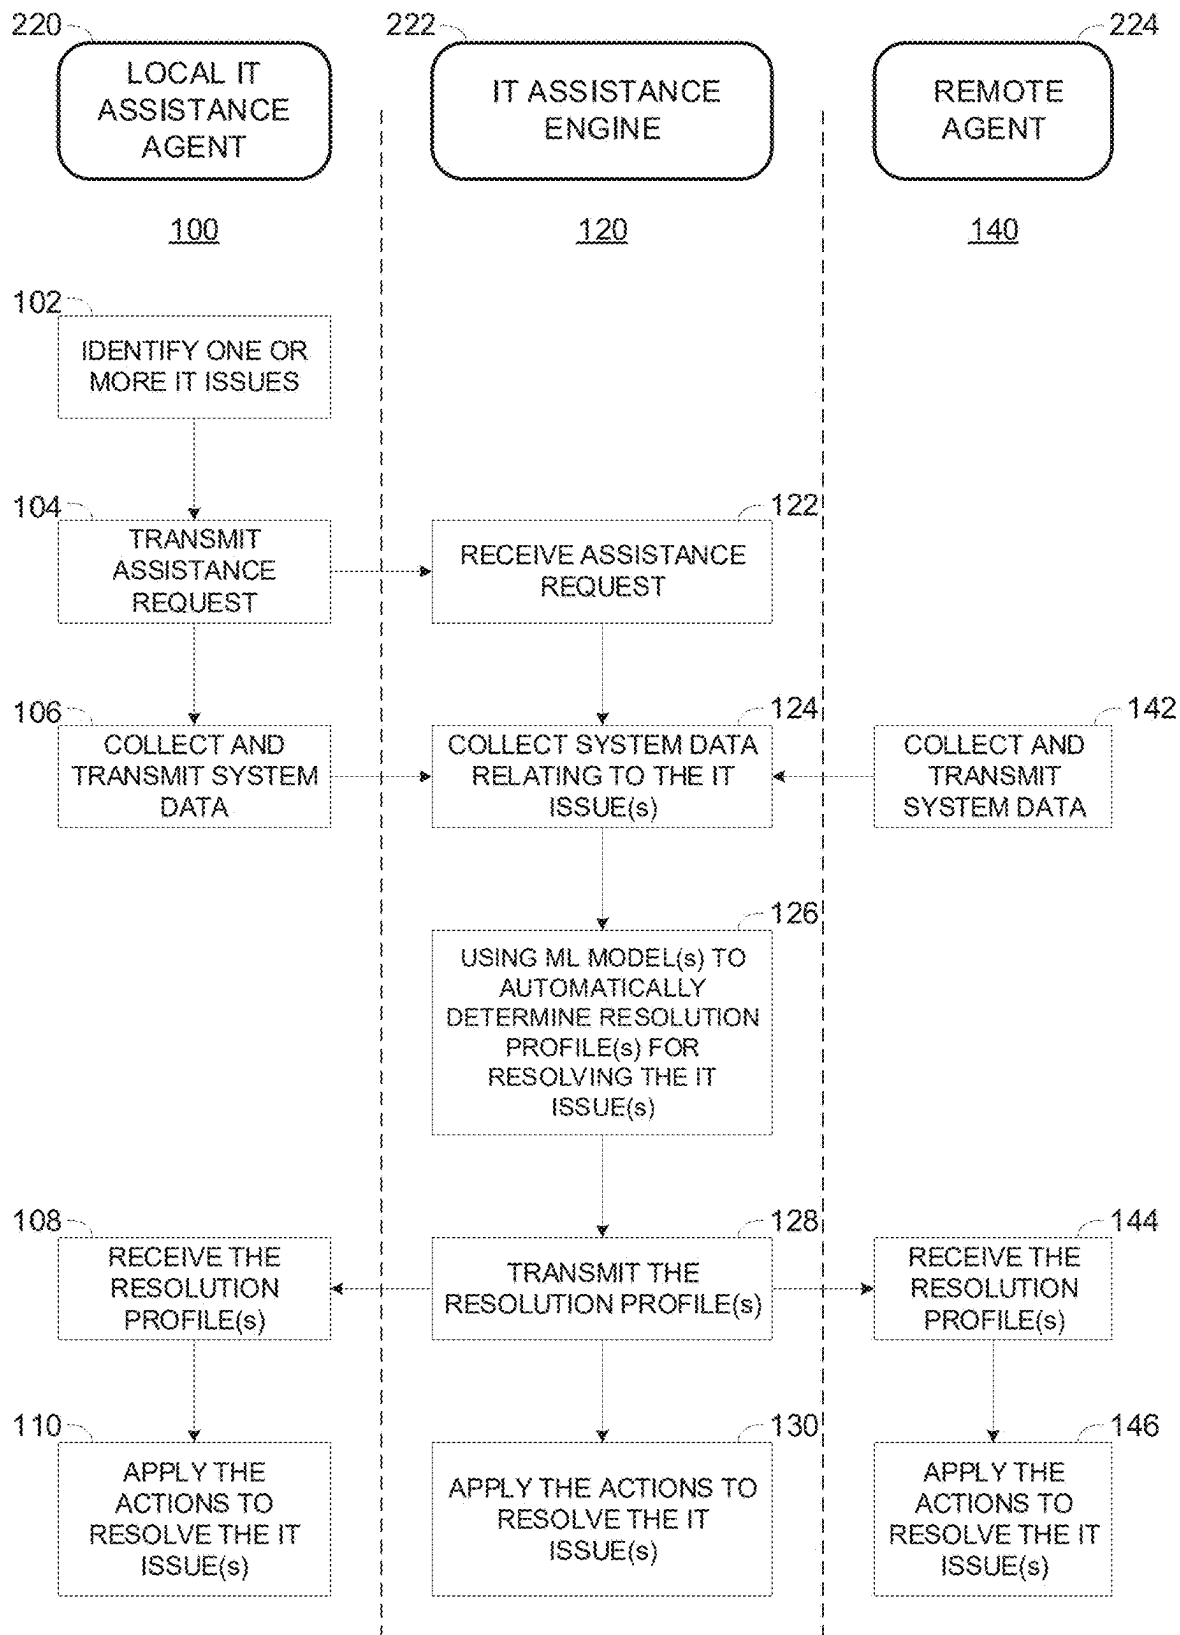 220
LOCAL IT
ASSISTANCE
AGENT
222
IT ASSISTANCE
ENGINE
224
REMOTE
AGENT
100
120
140
102
IDENTIFY ONE OR
MORE IT ISSUES
104
TRANSMIT
ASSISTANCE
REQUEST
122
RECEIVE ASSISTANCE
REQUEST
106
COLLECT AND
TRANSMIT SYSTEM
DATA
124
COLLECT SYSTEM DATA
RELATING TO THE IT
ISSUE(s)
142
COLLECT AND
TRANSMIT
SYSTEM DATA
126
USING ML MODEL(s) TO
AUTOMATICALLY
DETERMINE RESOLUTION
PROFILE(s) FOR
RESOLVING THE IT
ISSUE(s)
108
RECEIVE THE
RESOLUTION
PROFILE(s)
128
TRANSMIT THE
RESOLUTION PROFILE(s)
144
RECEIVE THE
RESOLUTION
PROFILE(s)
110
APPLY THE
ACTIONS TO
RESOLVE THE IT
ISSUE(s)
130
APPLY THE ACTIONS TO
RESOLVE THE IT
ISSUE(s)
146
APPLY THE
ACTIONS TO
RESOLVE THE IT
ISSUE(s)